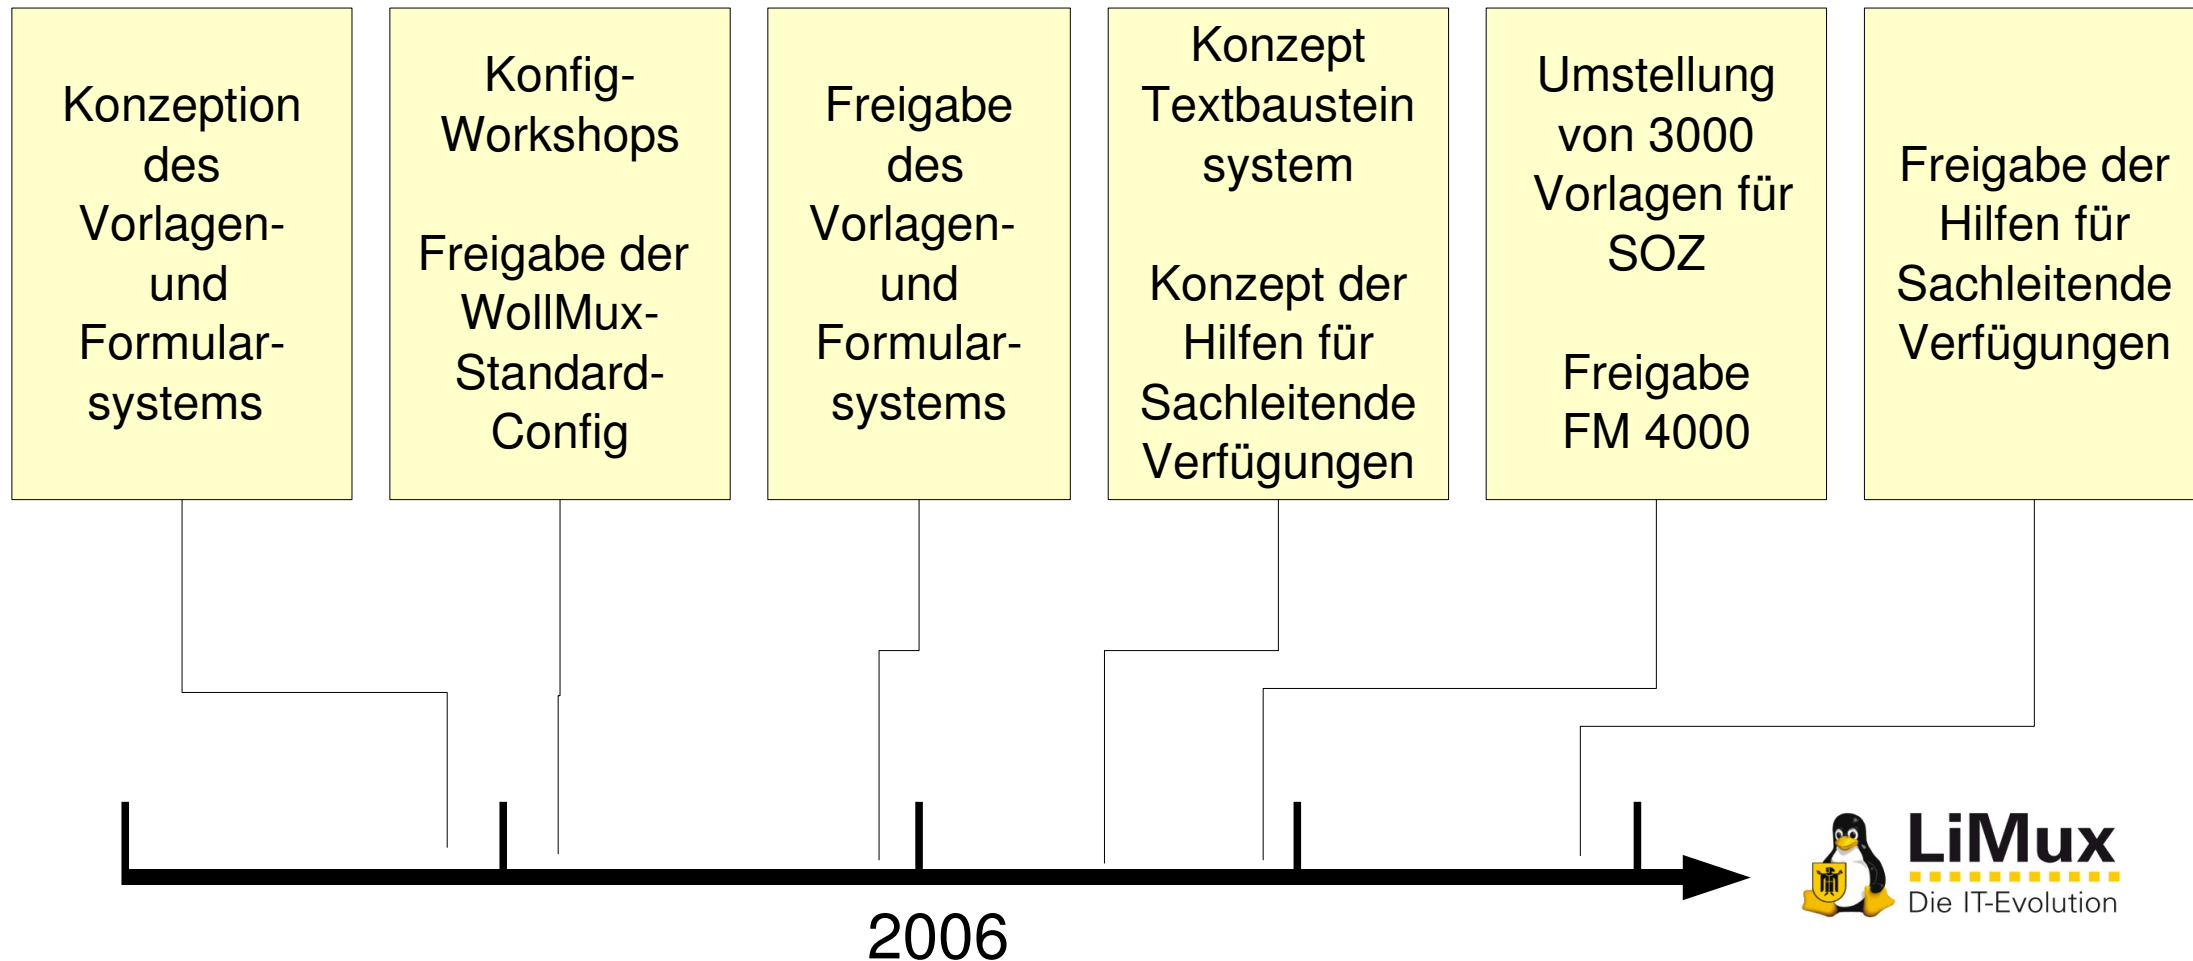 Konzeption
des
Vorlagen-
und
Formular-
systems
Konfig-
Workshops
Freigabe der
WollMux-
Standard-
Config
Freigabe
des
Vorlagen-
und
Formular-
systems
Konzept
Textbaustein
system
Konzept der
Hilfen für
Sachleitende
Verfügungen
Umstellung
von 3000
Vorlagen für
SOZ
Freigabe
FM 4000
Freigabe der
Hilfen für
Sachleitende
Verfügungen
2006
LiMux
Die IT-Evolution